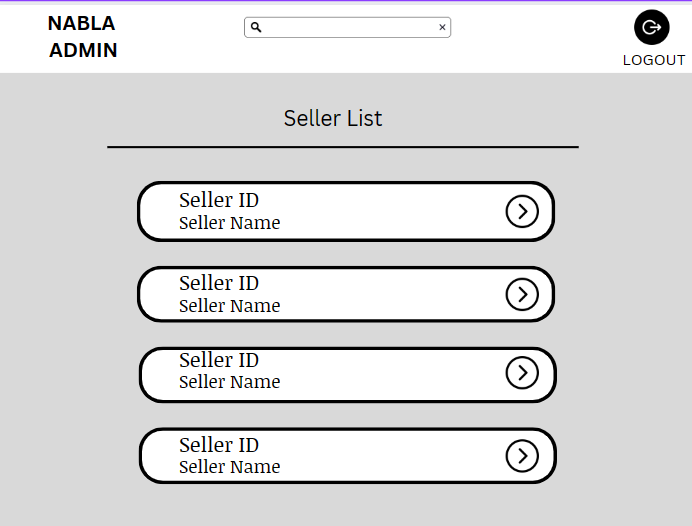 NABLA
ADMIN
LOGOUT
Seller List
Seller ID
Seller Name
Seller ID
Seller Name
Seller ID
Seller Name
Seller ID
Seller Name